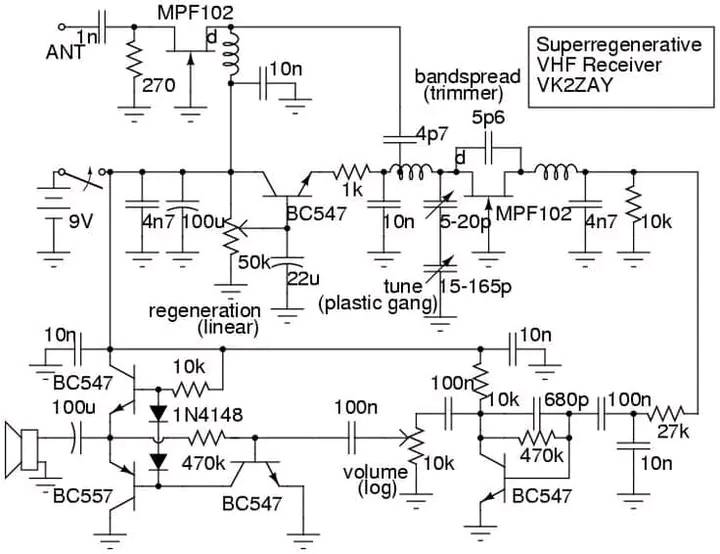 MPF102
1n
d
ANT
270
10n
Superregenerative
VHF Receiver
VK2ZAY
bandspread
(trimmer)
5p6
4p7
d
9V
4n7
100u
1k
BC547
10n
5-20p
MPF102
4n7
10k
50k
22u
tune
(plastic gang)
15-165p
regeneration
(linear)
10n
BC547
10k
10n
100u
1N4148
100n
100n
10k
680p
100n
27k
470k
volume
(log)
10k
470k
10n
BC557
BC547
BC547